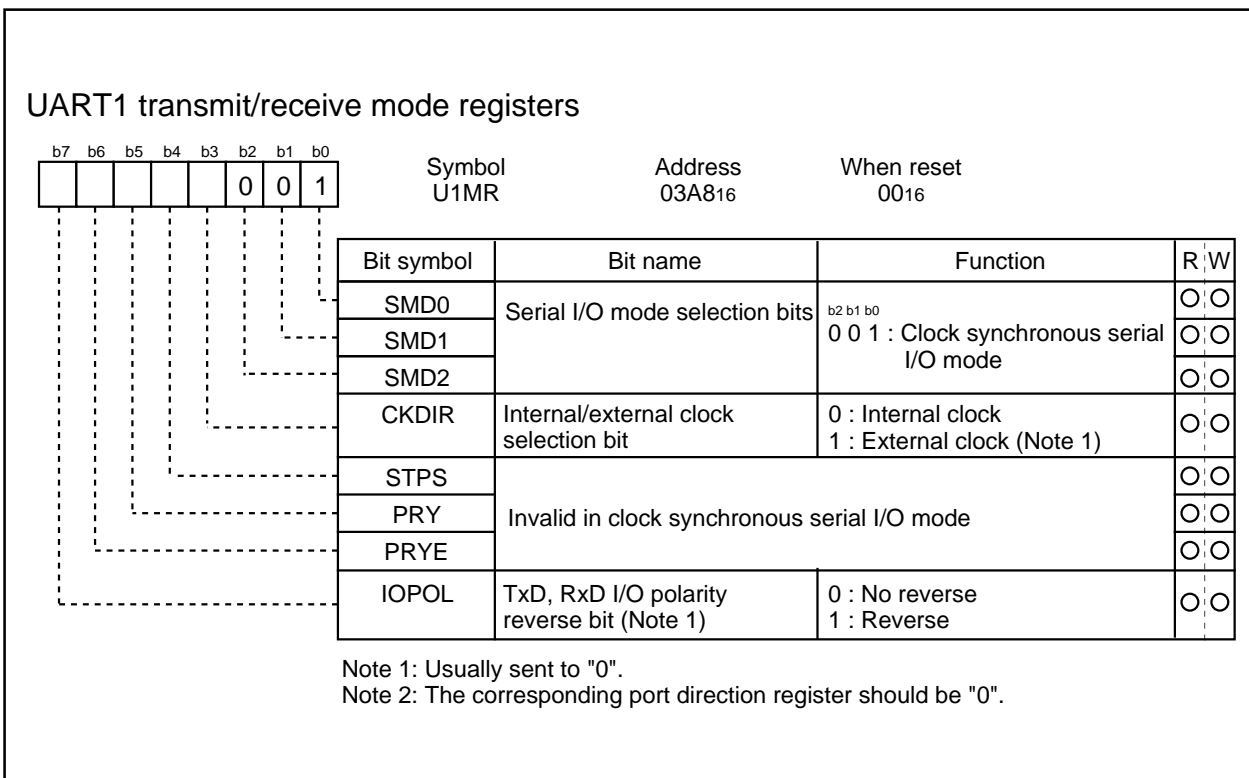 UART1 transmit/receive mode registers
b7 b6 b5 b4 b3 b2 b1 b0
0 0 1
Symbol Address When reset
U1MR 03A816 0016
Bit symbol Bit name Function R W
SMD0 Serial I/O mode selection bits b2 b1 b0
SMD1 0 0 1 : Clock synchronous serial
I/O mode
SMD2
CKDIR Internal/external clock 0 : Internal clock
selection bit 1 : External clock (Note 1)
STPS
PRY Invalid in clock synchronous serial I/O mode
PRYE
IOPOL TxD, RxD I/O polarity 0 : No reverse
reverse bit (Note 1) 1 : Reverse
Note 1: Usually sent to "0".
Note 2: The corresponding port direction register should be "0".